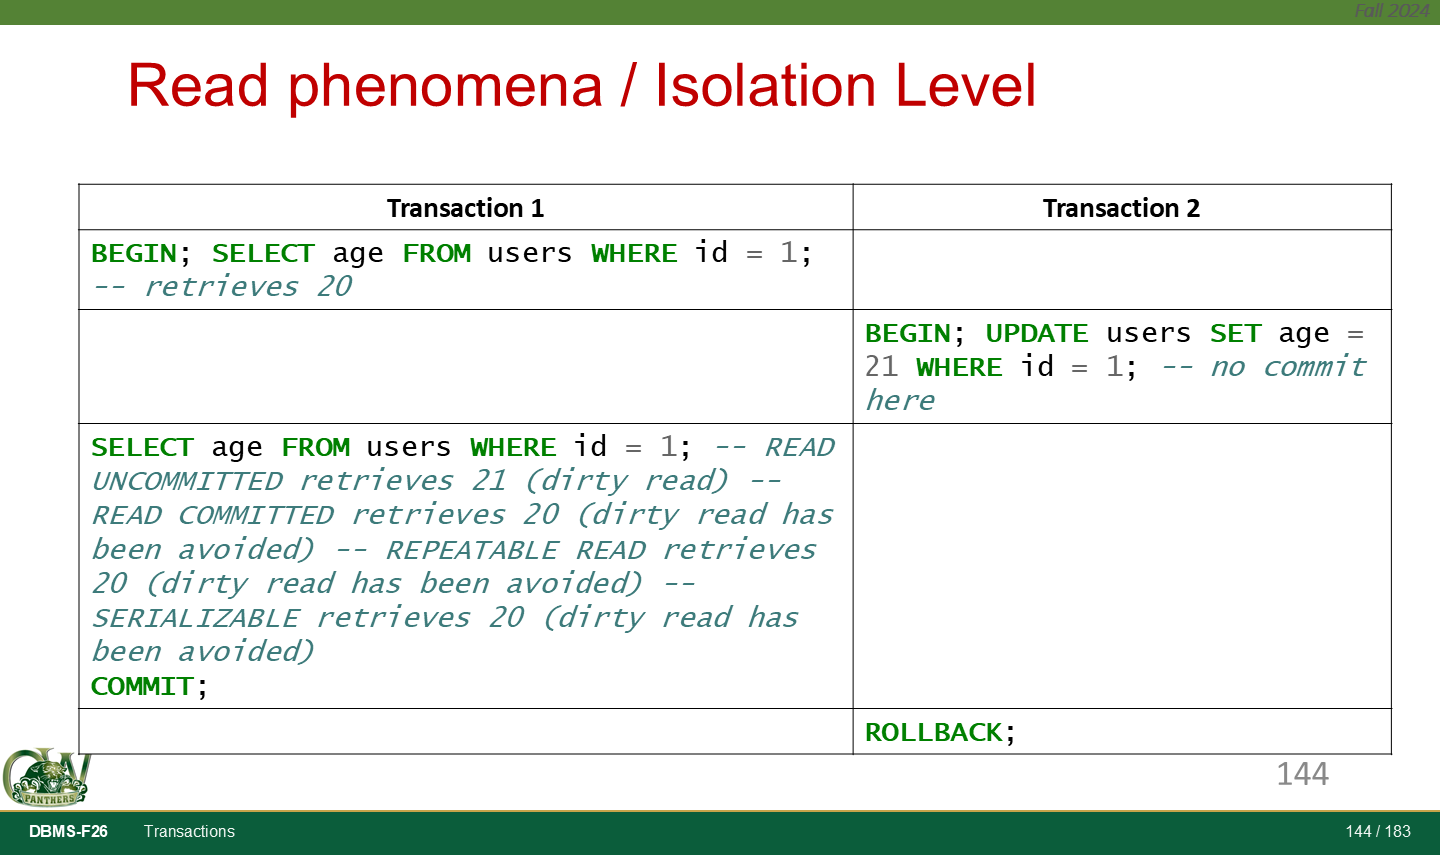 Fall 2024
Read phenomena / Isolation Level
Transaction 1
Transaction 2
BEGIN; SELECT age FROM users WHERE id = 1;
-- retrieves 20
BEGIN; UPDATE users SET age =
21 WHERE id = 1; -- no commit
here
SELECT age FROM users WHERE id = 1; -- READ
UNCOMMITTED retrieves 21 (dirty read) --
READ COMMITTED retrieves 20 (dirty read has
been avoided) -- REPEATABLE READ retrieves
20 (dirty read has been avoided) --
SERIALIZABLE retrieves 20 (dirty read has
been avoided)
COMMIT;
ROLLBACK;
144
OW
PANTHERS
DBMS-F26
Transactions
144 / 183